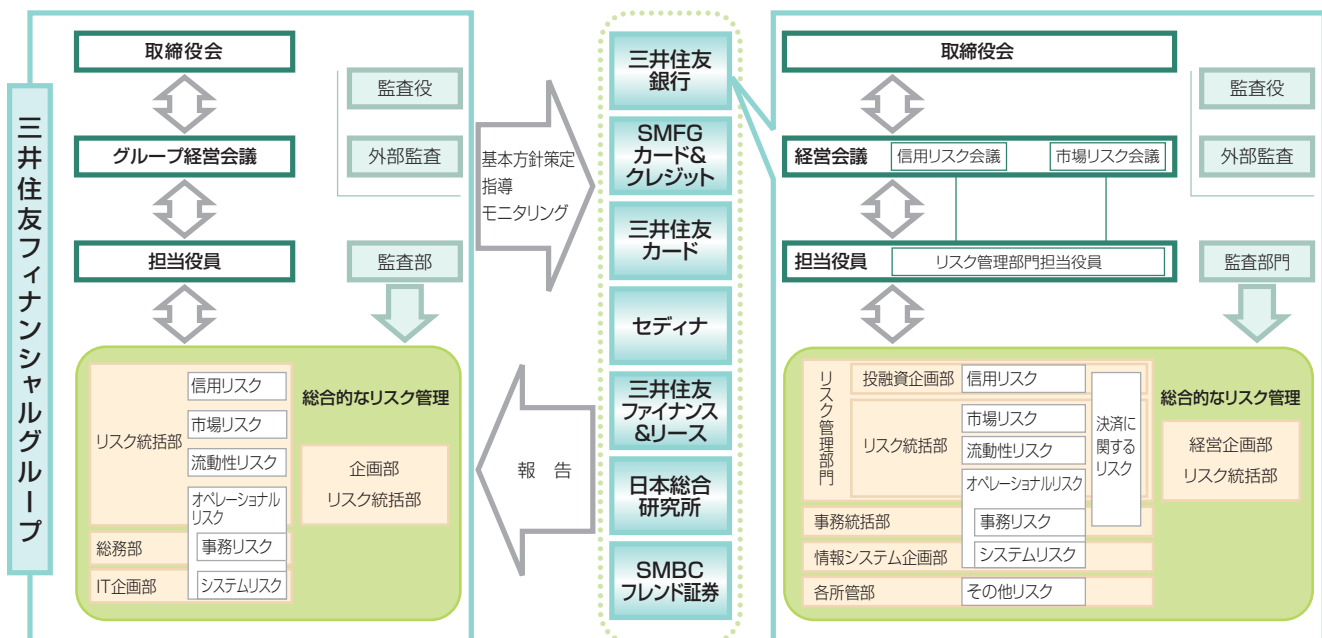 三井住友フィナンシャルグループ
取締役会
監査役
グループ経営会議
外部監査
担当役員
監査部
リスク統括部
信用リスク
市場リスク
流動性リスク
オペレーショナル
リスク
総務部
事務リスク
IT企画部
システムリスク
総合的なリスク管理
企画部
リスク統括部
基本方針策定
指導
モニタリング
報 告
三井住友
銀行
SMFG
カード&
クレジット
三井住友
カード
セディナ
三井住友
ファイナンス
&リース
日本総合
研究所
SMBC
フレンド証券
取締役会
監査役
経営会議
信用リスク会議
市場リスク会議
外部監査
担当役員
リスク管理部門担当役員
監査部門
リスク管理部門
投融資企画部
信用リスク
リスク統括部
市場リスク
流動性リスク
オペレーショナルリスク
決済に
関する
リスク
事務統括部
事務リスク
情報システム企画部
システムリスク
各所管部
その他リスク
総合的なリスク管理
経営企画部
リスク統括部